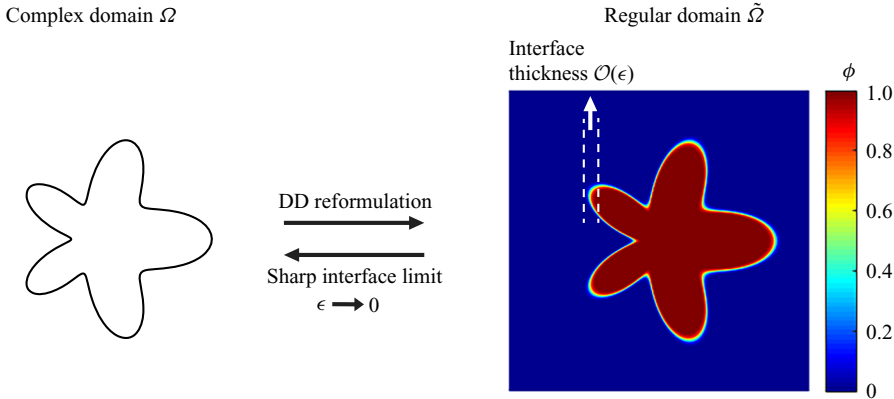 Complex domain Ω
Regular domain Ω̃
Interface
thickness 𝒪(ϵ)
ϕ
1.0
0.8
0.6
0.4
0.2
0
DD reformulation
Sharp interface limit
ϵ → 0